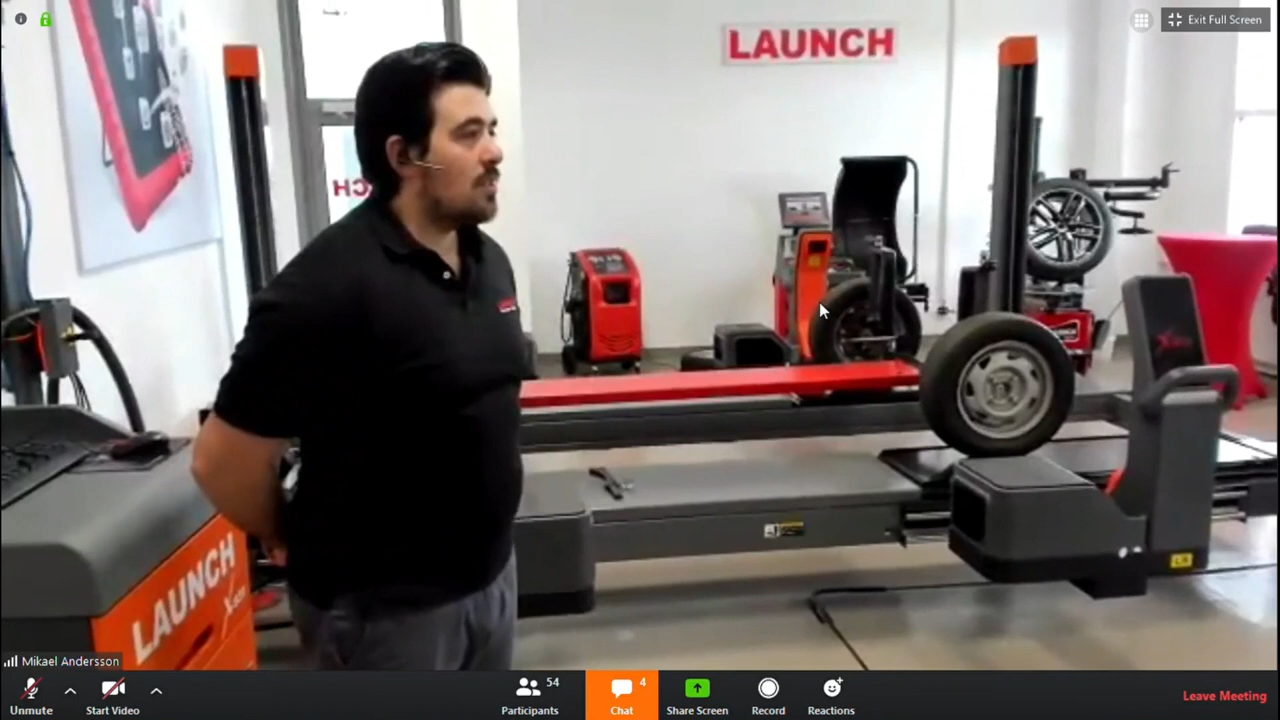 Exit Full Screen
LAUNCH
LAUNCH
Mikael Andersson
54
4
Unmute
Start Video
Participants
Chat
Share Screen
Record
Reactions
Leave Meeting